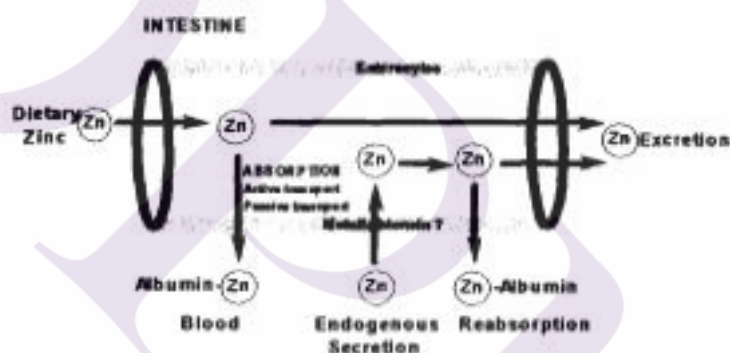 INTESTINE
Enterocytes
Dietary
Zinc
Zn
Zn
Zn
Zn
Zn
Excretion
ABSORPTION
Active transport
Passive transport
Albumin-Zn
Zn
Zn-Albumin
Blood
Endogenous
Secretion
Reabsorption